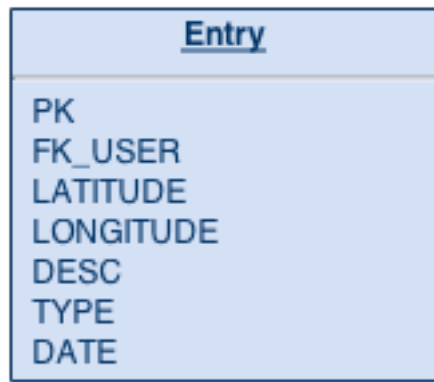 Entry
PK
FK_USER
LATITUDE
LONGITUDE
DESC
TYPE
DATE